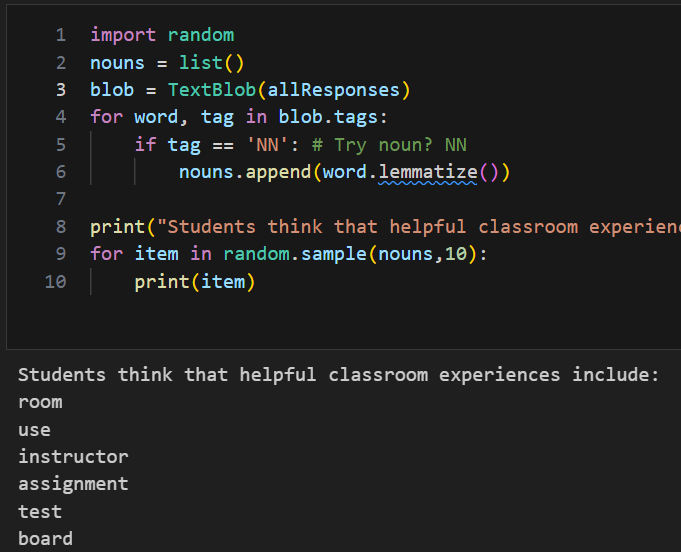 1 import random
2 nouns = list()
3 blob = TextBlob(allResponses)
4 for word, tag in blob.tags:
5 if tag == 'NN': # Try noun? NN
6 nouns.append(word.lemmatize())
7
8 print("Students think that helpful classroom experien
9 for item in random.sample(nouns,10):
10 print(item)
Students think that helpful classroom experiences include:
room
use
instructor
assignment
test
board